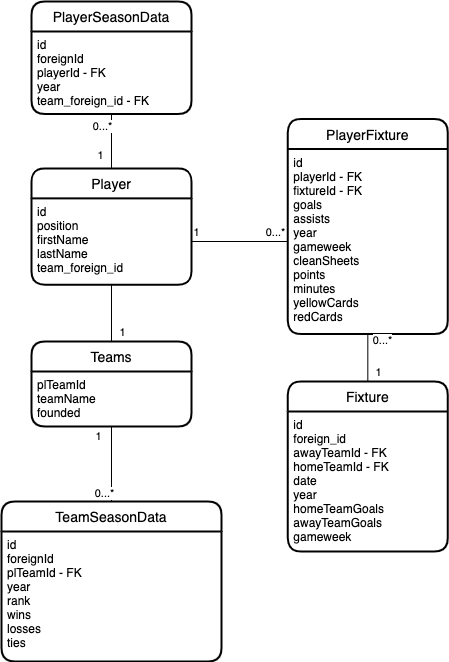 PlayerSeasonData
id
foreignId
playerId - FK
year
team_foreign_id - FK
0...*
1
Player
id
position
firstName
lastName
team_foreign_id
1
0...*
PlayerFixture
id
playerId - FK
fixtureId - FK
goals
assists
year
gameweek
cleanSheets
points
minutes
yellowCards
redCards
0...*
1
Fixture
id
foreign_id
awayTeamId - FK
homeTeamId - FK
date
year
homeTeamGoals
awayTeamGoals
gameweek
1
Teams
plTeamId
teamName
founded
1
0...*
TeamSeasonData
id
foreignId
plTeamId - FK
year
rank
wins
losses
ties